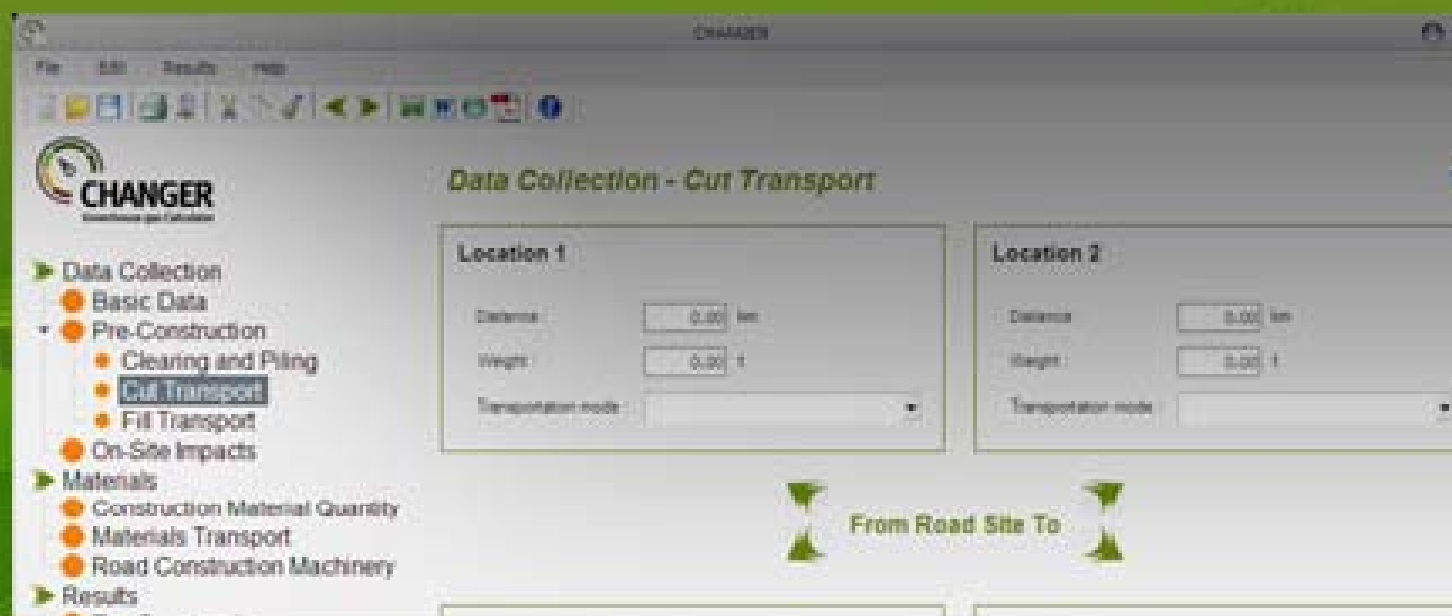 CHANGER
File Edit Results Help
CHANGER
Greenhouse gas Calculator
Data Collection - Cut Transport
Data Collection
Basic Data
Pre-Construction
Clearing and Piling
Cut Transport
Fill Transport
On-Site Impacts
Materials
Construction Material Quantity
Materials Transport
Road Construction Machinery
Results
Location 1
Distance 0.00 km
Weight 0.00 t
Transportation mode
Location 2
Distance 0.00 km
Weight 0.00 t
Transportation mode
From Road Site To